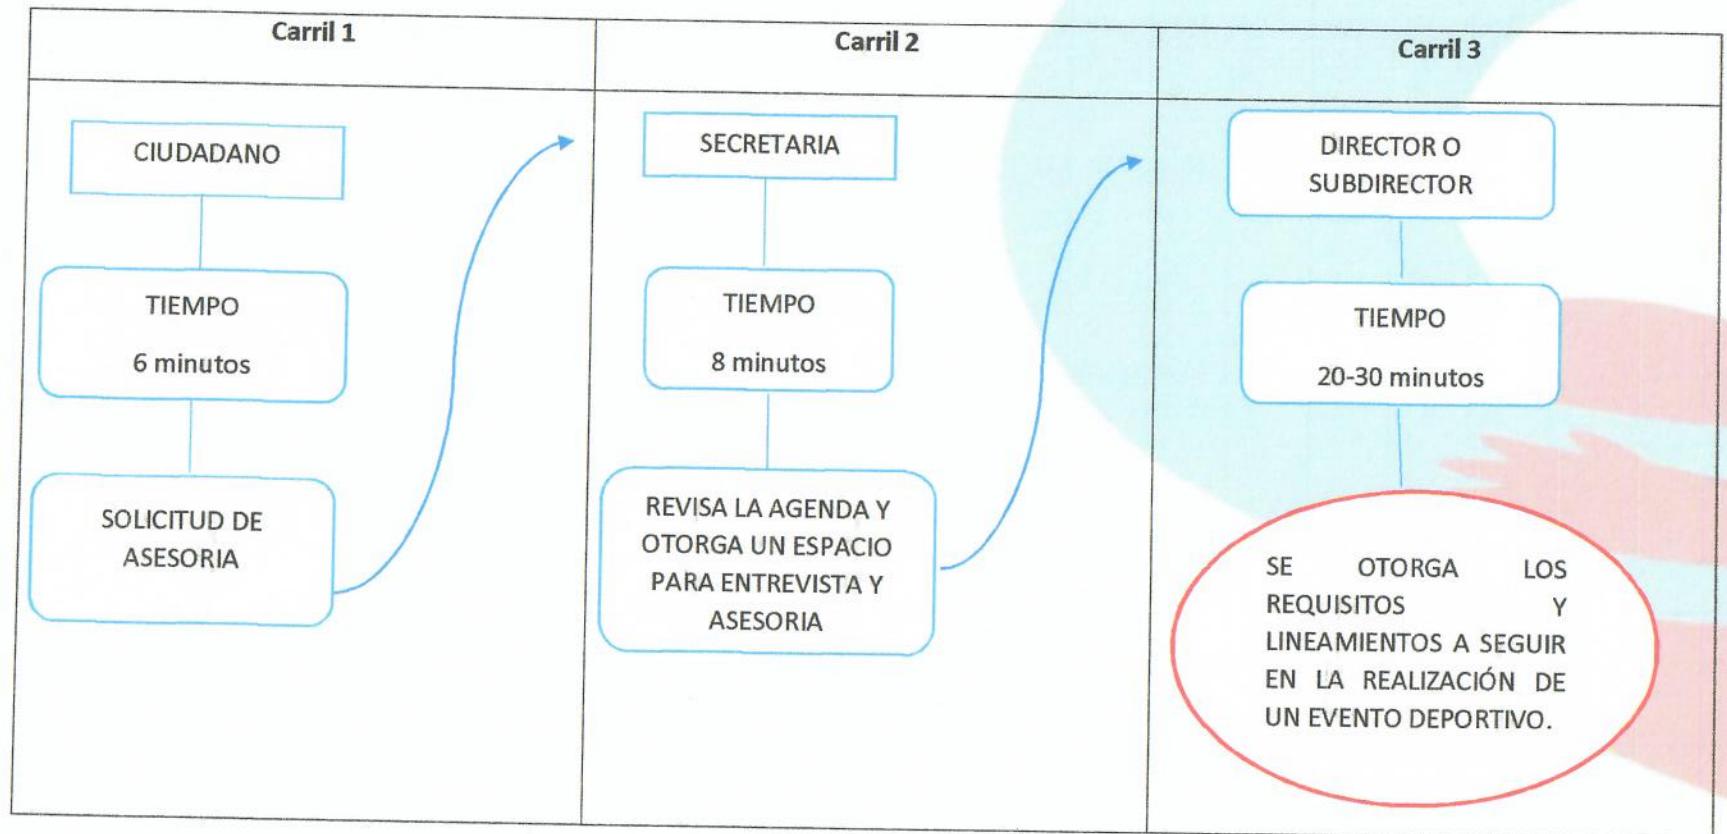 Carril 1
CIUDADANO
TIEMPO
6 minutos
SOLICITUD DE
ASESORIA
Carril 2
SECRETARIA
TIEMPO
8 minutos
REVISA LA AGENDA Y
OTORGA UN ESPACIO
PARA ENTREVISTA Y
ASESORIA
Carril 3
DIRECTOR O
SUBDIRECTOR
TIEMPO
20-30 minutos
SE OTORGA LOS
REQUISITOS Y
LINEAMIENTOS A SEGUIR
EN LA REALIZACIÓN DE
UN EVENTO DEPORTIVO.